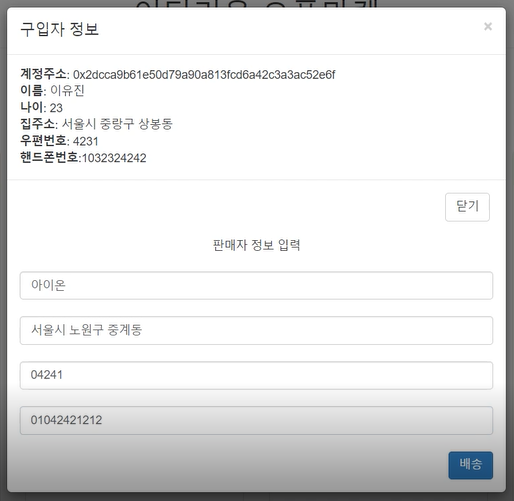 구입자 정보
×
계정주소: 0x2dcca9b61e50d79a90a813fcd6a42c3a3ac52e6f
이름: 이유진
나이: 23
집주소: 서울시 중랑구 상봉동
우편번호: 4231
핸드폰번호:1032324242
닫기
판매자 정보 입력
아이온
서울시 노원구 중계동
04241
01042421212
배송